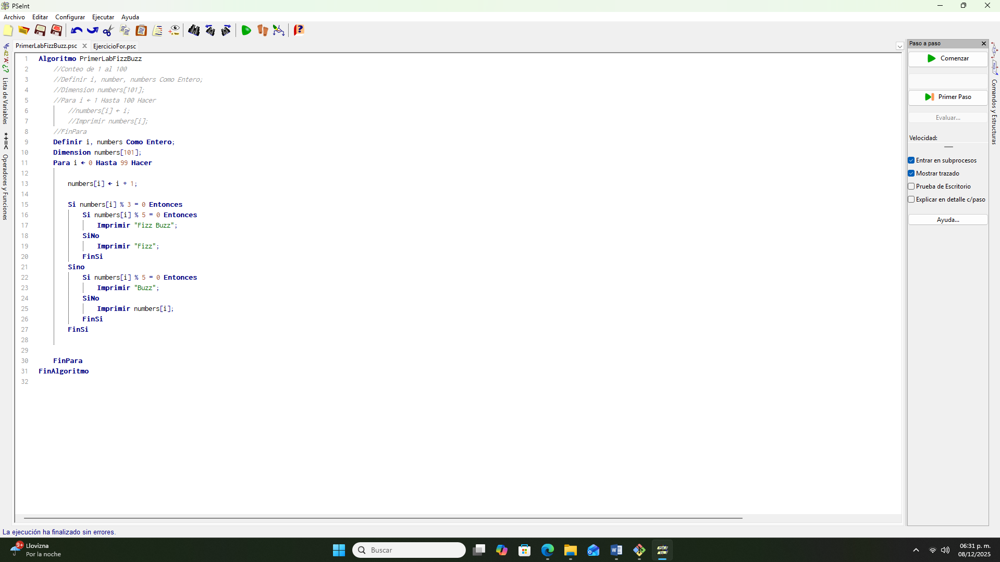 PSeInt
Archivo Editar Configurar Ejecutar Ayuda
PrimerLabFizzBuzz.psc EjercicioFor.psc
1 Algoritmo PrimerLabFizzBuzz
2 //Conteo de 1 al 100
3 //Definir i, number, numbers Como Entero;
4 //Dimension numbers[101];
5 //Para i ← 1 Hasta 100 Hacer
6 //numbers[i] ← i;
7 //Imprimir numbers[i];
8 //FinPara
9 Definir i, numbers Como Entero;
10 Dimension numbers[101];
11 Para i ← 0 Hasta 99 Hacer
12
13 numbers[i] ← i + 1;
14
15 Si numbers[i] % 3 = 0 Entonces
16 Si numbers[i] % 5 = 0 Entonces
17 Imprimir "Fizz Buzz";
18 SiNo
19 Imprimir "Fizz";
20 FinSi
21 Sino
22 Si numbers[i] % 5 = 0 Entonces
23 Imprimir "Buzz";
24 SiNo
25 Imprimir numbers[i];
26 FinSi
27 FinSi
28
29
30 FinPara
31 FinAlgoritmo
32
Lista de Variables
*+=< Operadores y Funciones
Paso a paso
Comenzar
Primer Paso
Evaluar...
Velocidad:
Entrar en subprocesos
Mostrar trazado
Prueba de Escritorio
Explicar en detalle c/paso
Ayuda...
Comandos y Estructuras
La ejecución ha finalizado sin errores.
9+
Llovizna
Por la noche
Buscar
06:31 p. m.
08/12/2025